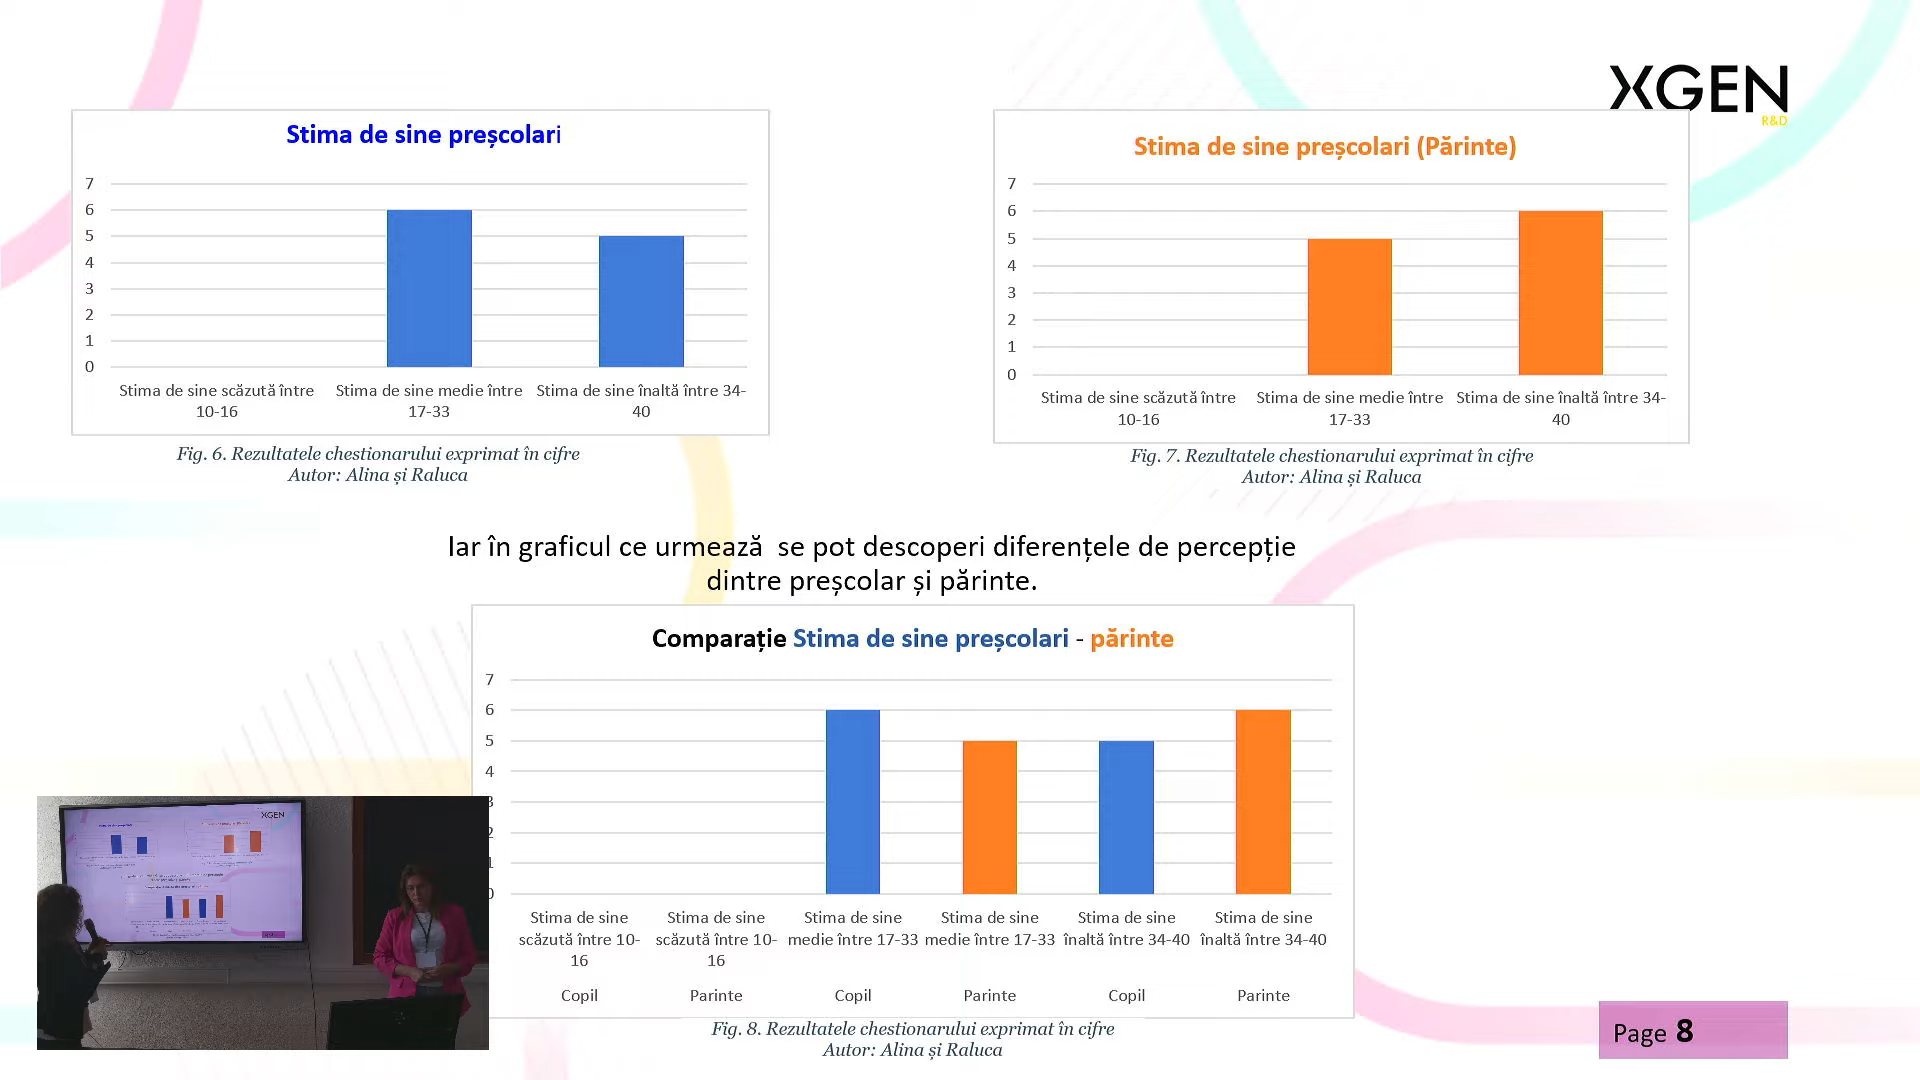 XGEN
R&D
Stima de sine preșcolari
7
6
5
4
3
2
1
0
Stima de sine scăzută între
10-16
Stima de sine medie între
17-33
Stima de sine înaltă între 34-
40
Fig. 6. Rezultatele chestionarului exprimat în cifre
Autor: Alina și Raluca
Stima de sine preșcolari (Părinte)
7
6
5
4
3
2
1
0
Stima de sine scăzută între
10-16
Stima de sine medie între
17-33
Stima de sine înaltă între 34-
40
Fig. 7. Rezultatele chestionarului exprimat în cifre
Autor: Alina și Raluca
Iar în graficul ce urmează  se pot descoperi diferențele de percepție
dintre preșcolar și părinte.
Comparație Stima de sine preșcolari - părinte
7
6
5
4
3
2
1
0
Stima de sine
scăzută între 10-
16
Stima de sine
scăzută între 10-
16
Stima de sine
medie între 17-33
Stima de sine
medie între 17-33
Stima de sine
înaltă între 34-40
Stima de sine
înaltă între 34-40
Copil
Parinte
Copil
Parinte
Copil
Parinte
Fig. 8. Rezultatele chestionarului exprimat în cifre
Autor: Alina și Raluca
XGEN
Page 8